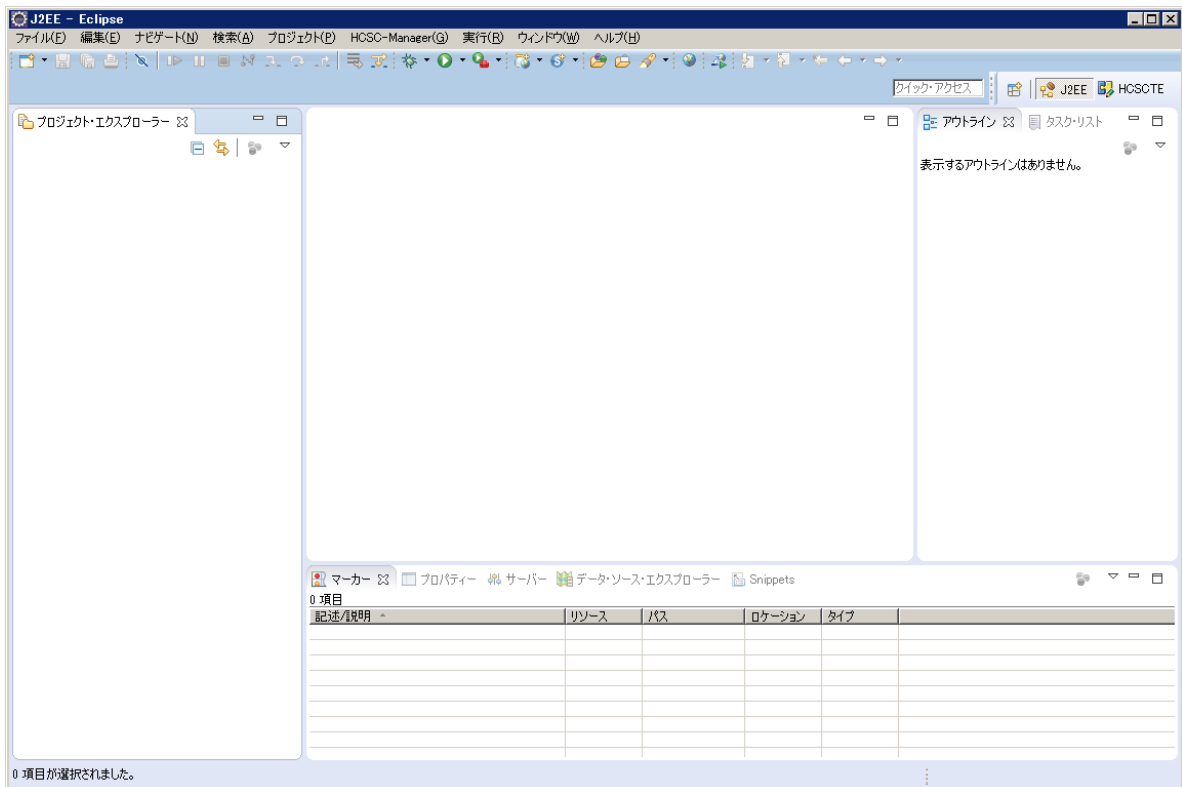 J2EE - Eclipse
ファイル(F) 編集(E) ナビゲート(N) 検索(A) プロジェクト(P) HCSC-Manager(G) 実行(R) ウィンドウ(W) ヘルプ(H)
クイック・アクセス J2EE HCSCTE
プロジェクト・エクスプローラー
アウトライン タスク・リスト
表示するアウトラインはありません。
マーカー プロパティー サーバー データ・ソース・エクスプローラー Snippets
0 項目
記述/説明 リソース パス ロケーション タイプ
0 項目が選択されました。